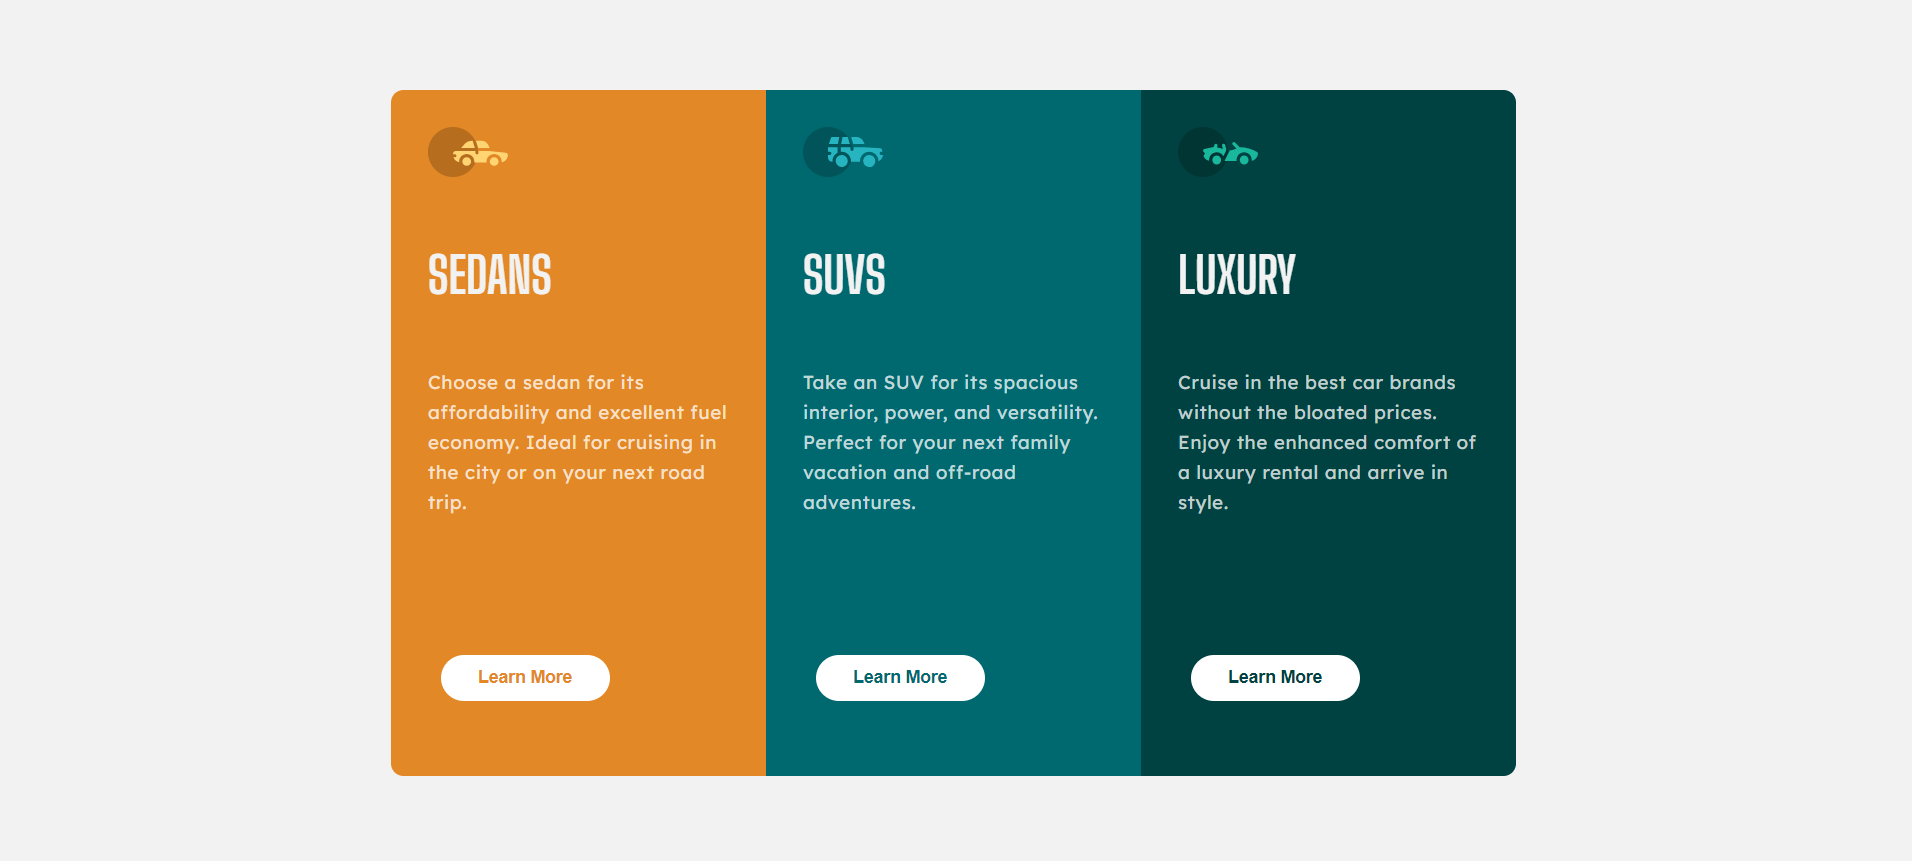 SEDANS
Choose a sedan for its
affordability and excellent fuel
economy. Ideal for cruising in
the city or on your next road
trip.
Learn More
SUVS
Take an SUV for its spacious
interior, power, and versatility.
Perfect for your next family
vacation and off-road
adventures.
Learn More
LUXURY
Cruise in the best car brands
without the bloated prices.
Enjoy the enhanced comfort of
a luxury rental and arrive in
style.
Learn More